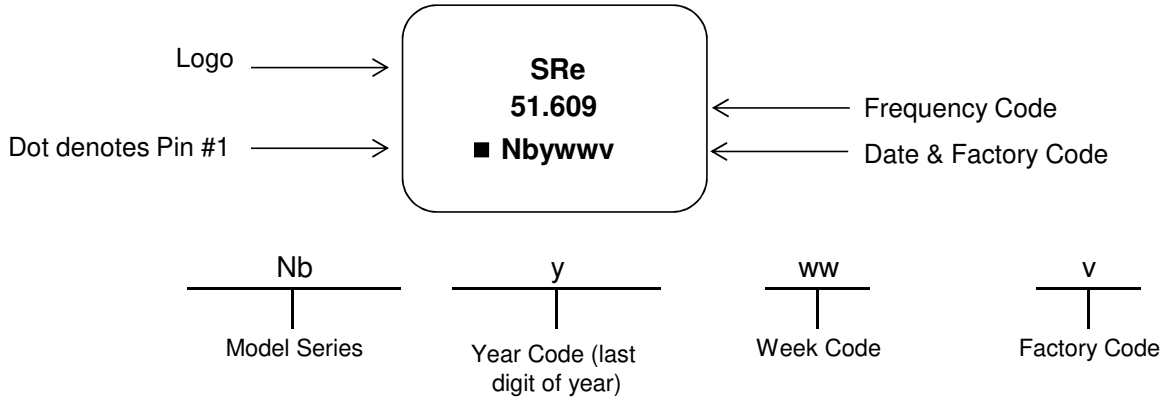 Logo
SRe
51.609
Frequency Code
Dot denotes Pin #1
Nbywwv
Date & Factory Code
Nb
y
ww
v
Model Series
Year Code (last
digit of year)
Week Code
Factory Code